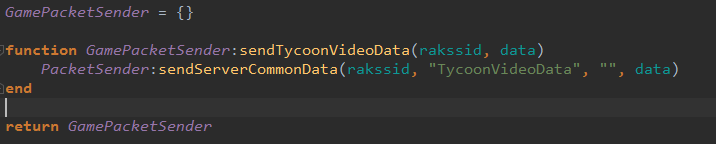 GamePacketSender = {}
function GamePacketSender:sendTycoonVideoData(rakssid, data)
PacketSender:sendServerCommonData(rakssid, "TycoonVideoData", "", data)
end
return GamePacketSender